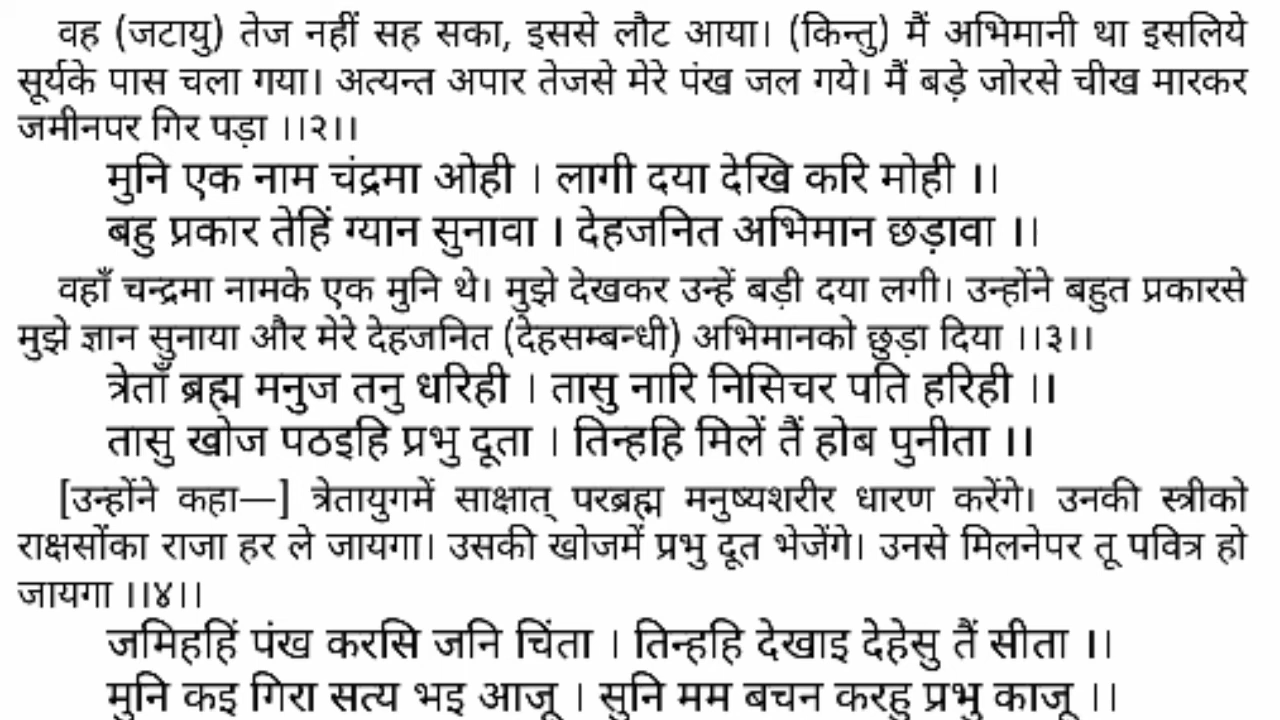 वह (जटायु) तेज नहीं सह सका, इससे लौट आया। (किन्तु) मैं अभिमानी था इसलिये
सूर्यके पास चला गया। अत्यन्त अपार तेजसे मेरे पंख जल गये। मैं बड़े जोरसे चीख मारकर
जमीनपर गिर पड़ा ।।२।।
मुनि एक नाम चंद्रमा ओही । लागी दया देखि करि मोही ।।
बहु प्रकार तेहिं ग्यान सुनावा । देहजनित अभिमान छड़ावा ।।
वहाँ चन्द्रमा नामके एक मुनि थे। मुझे देखकर उन्हें बड़ी दया लगी। उन्होंने बहुत प्रकारसे
मुझे ज्ञान सुनाया और मेरे देहजनित (देहसम्बन्धी) अभिमानको छुड़ा दिया ।।३।।
त्रेताँ ब्रह्म मनुज तनु धरिही । तासु नारि निसिचर पति हरिही ।।
तासु खोज पठइहि प्रभु दूता । तिन्हहि मिलें तैं होब पुनीता ।।
[उन्होंने कहा—] त्रेतायुगमें साक्षात् परब्रह्म मनुष्यशरीर धारण करेंगे। उनकी स्त्रीको
राक्षसोंका राजा हर ले जायगा। उसकी खोजमें प्रभु दूत भेजेंगे। उनसे मिलनेपर तू पवित्र हो
जायगा ।।४।।
जमिहहिं पंख करसि जनि चिंता । तिन्हहि देखाइ देहेसु तैं सीता ।।
मुनि कइ गिरा सत्य भइ आजू । सुनि मम बचन करहु प्रभु काजू ।।